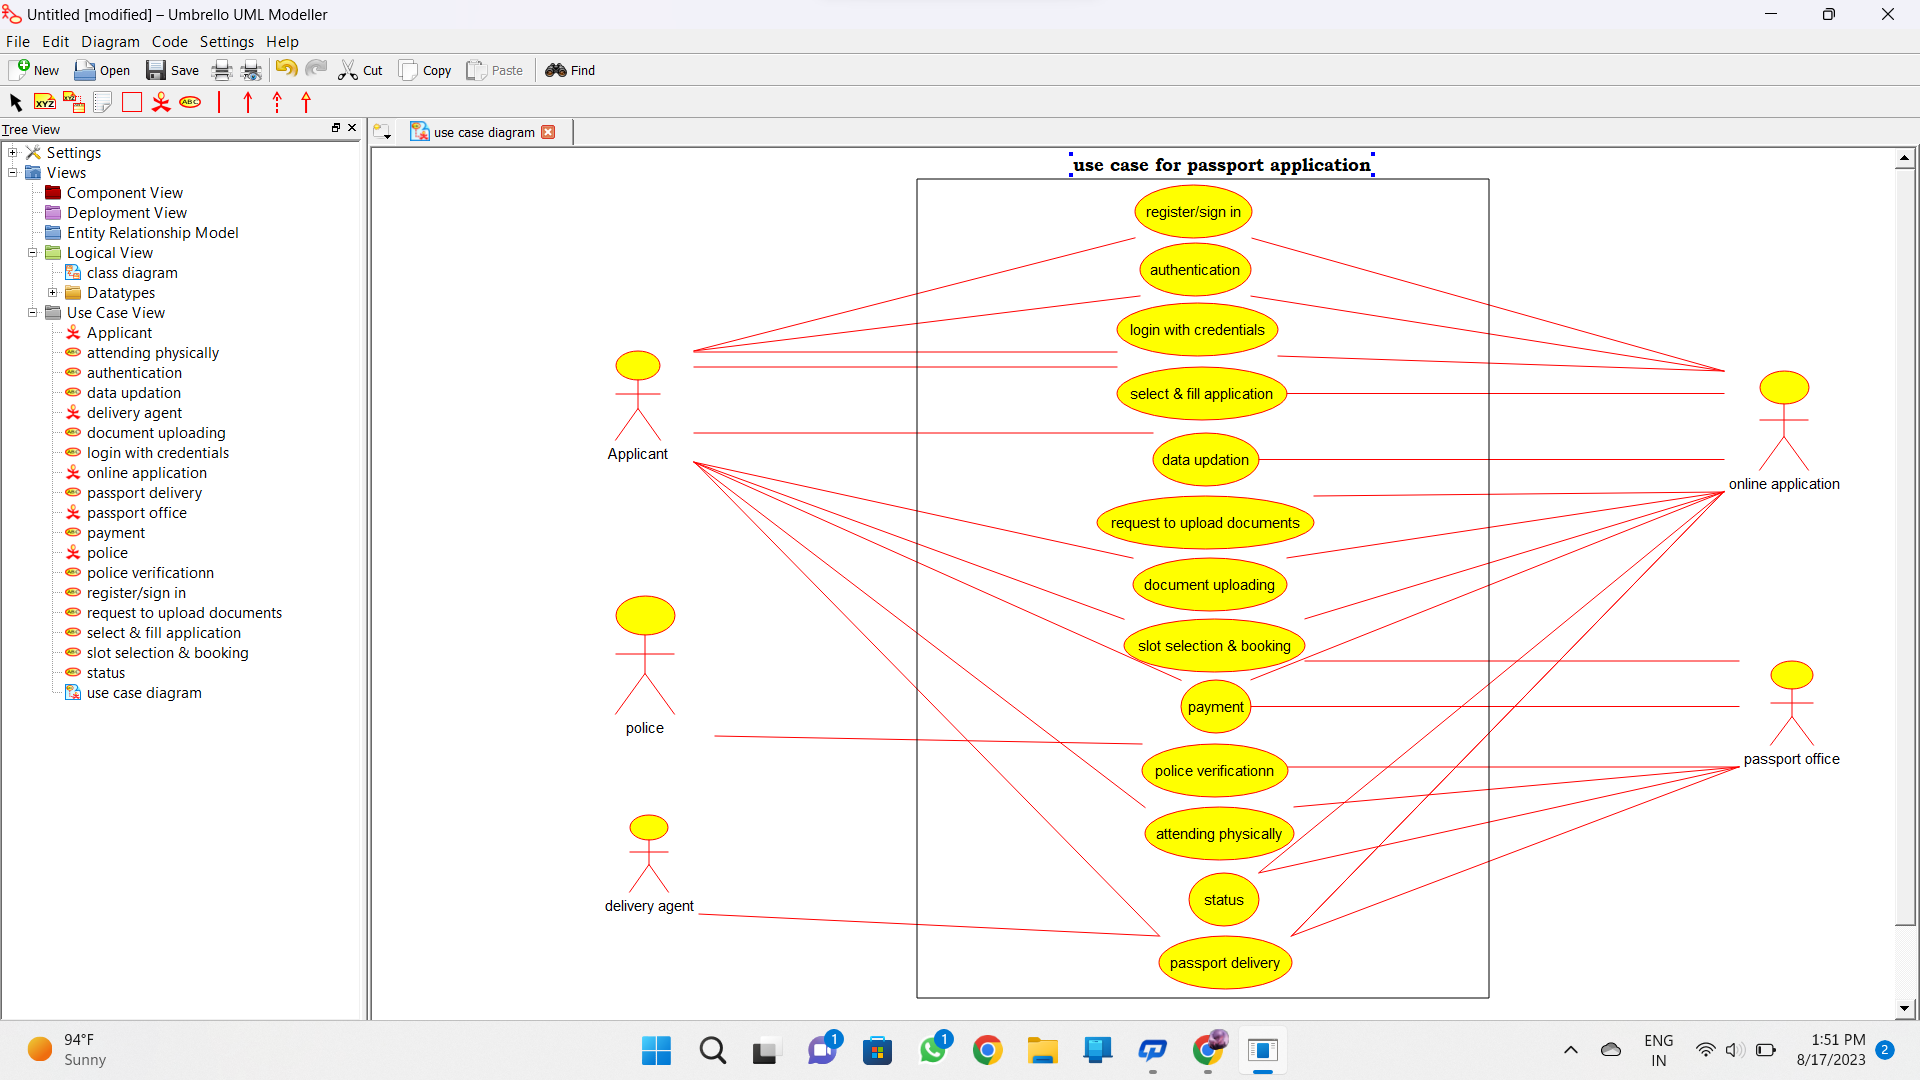 Untitled [modified] – Umbrello UML Modeller
File Edit Diagram Code Settings Help
New Open Save Cut Copy Paste Find
XYZ XYZ ABC
Tree View
use case diagram
Settings
Views
Component View
Deployment View
Entity Relationship Model
Logical View
class diagram
Datatypes
Use Case View
Applicant
attending physically
authentication
data updation
delivery agent
document uploading
login with credentials
online application
passport delivery
passport office
payment
police
police verificationn
register/sign in
request to upload documents
select & fill application
slot selection & booking
status
use case diagram
use case for passport application
register/sign in
authentication
login with credentials
select & fill application
Applicant
data updation
online application
request to upload documents
document uploading
slot selection & booking
payment
police
passport office
police verificationn
attending physically
status
delivery agent
passport delivery
94°F
Sunny
1
1
ENG
IN
1:51 PM
8/17/2023
2